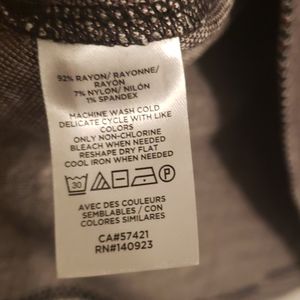 92% RAYON/ RAYONNE/
RAYÓN
7% NYLON/ NILÓN
1% SPANDEX
MACHINE WASH COLD
DELICATE CYCLE WITH LIKE
COLORS
ONLY NON-CHLORINE
BLEACH WHEN NEEDED
RESHAPE DRY FLAT
COOL IRON WHEN NEEDED
30 P
AVEC DES COULEURS
SEMBLABLES / CON
COLORES SIMILARES
CA#57421
RN#140923